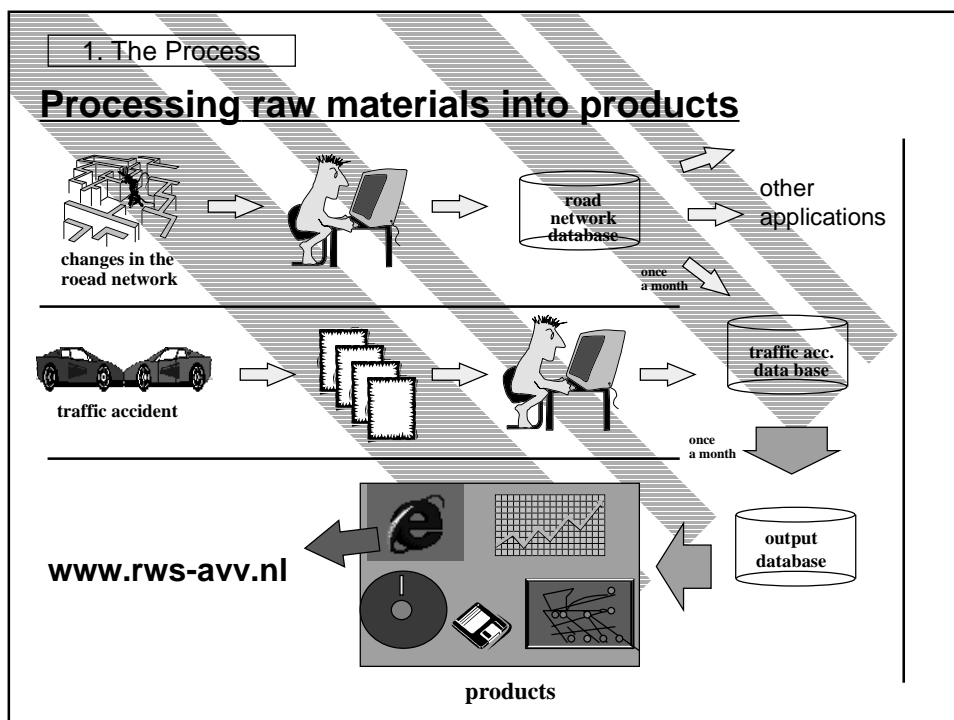 1. The Process
Processing raw materials into products
changes in the
roead network
road
network
database
other
applications
once
a month
traffic accident
traffic acc.
data base
once
a month
www.rws-avv.nl
output
database
products